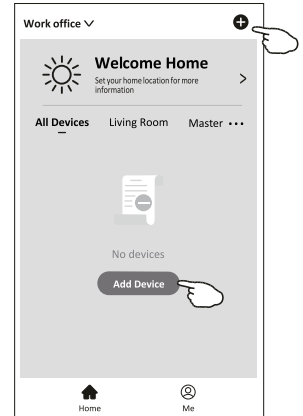 Work office
Welcome Home
Set your home location for more
information
All Devices Living Room Master
No devices
Add Device
Home Me